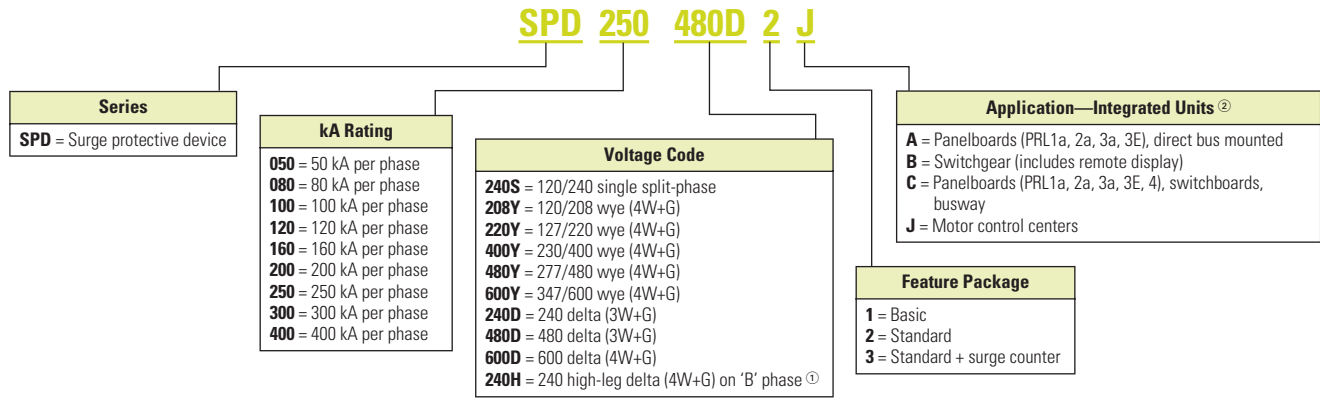 SPD 250 480D 2 J
Series
SPD = Surge protective device
kA Rating
050 = 50 kA per phase
080 = 80 kA per phase
100 = 100 kA per phase
120 = 120 kA per phase
160 = 160 kA per phase
200 = 200 kA per phase
250 = 250 kA per phase
300 = 300 kA per phase
400 = 400 kA per phase
Voltage Code
240S = 120/240 single split-phase
208Y = 120/208 wye (4W+G)
220Y = 127/220 wye (4W+G)
400Y = 230/400 wye (4W+G)
480Y = 277/480 wye (4W+G)
600Y = 347/600 wye (4W+G)
240D = 240 delta (3W+G)
480D = 480 delta (3W+G)
600D = 600 delta (4W+G)
240H = 240 high-leg delta (4W+G) on ‘B’ phase ①
Feature Package
1 = Basic
2 = Standard
3 = Standard + surge counter
Application—Integrated Units ②
A = Panelboards (PRL1a, 2a, 3a, 3E), direct bus mounted
B = Switchgear (includes remote display)
C = Panelboards (PRL1a, 2a, 3a, 3E, 4), switchboards,
busway
J = Motor control centers